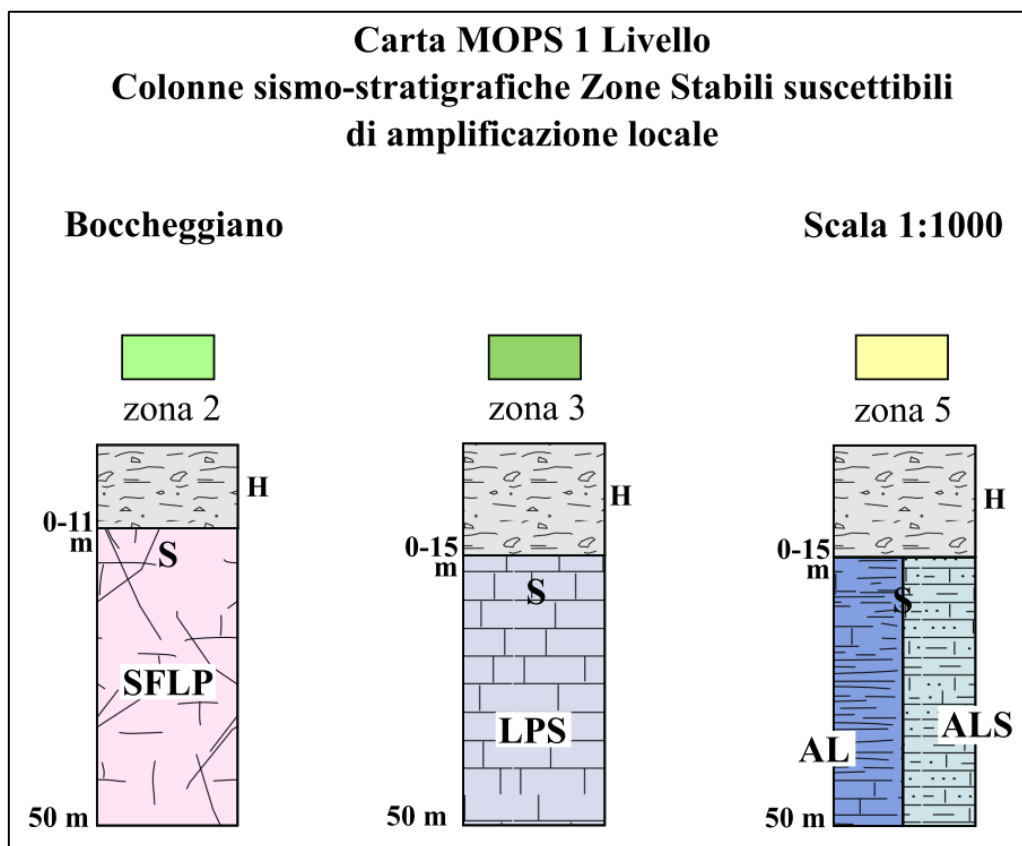 Carta MOPS 1 Livello
Colonne sismo-stratigrafiche Zone Stabili suscettibili
di amplificazione locale
Boccheggiano
Scala 1:1000
zona 2
zona 3
zona 5
H
0-11
m
S
SFLP
50 m
H
0-15
m
S
LPS
H
0-15
m
S
AL
ALS
50 m